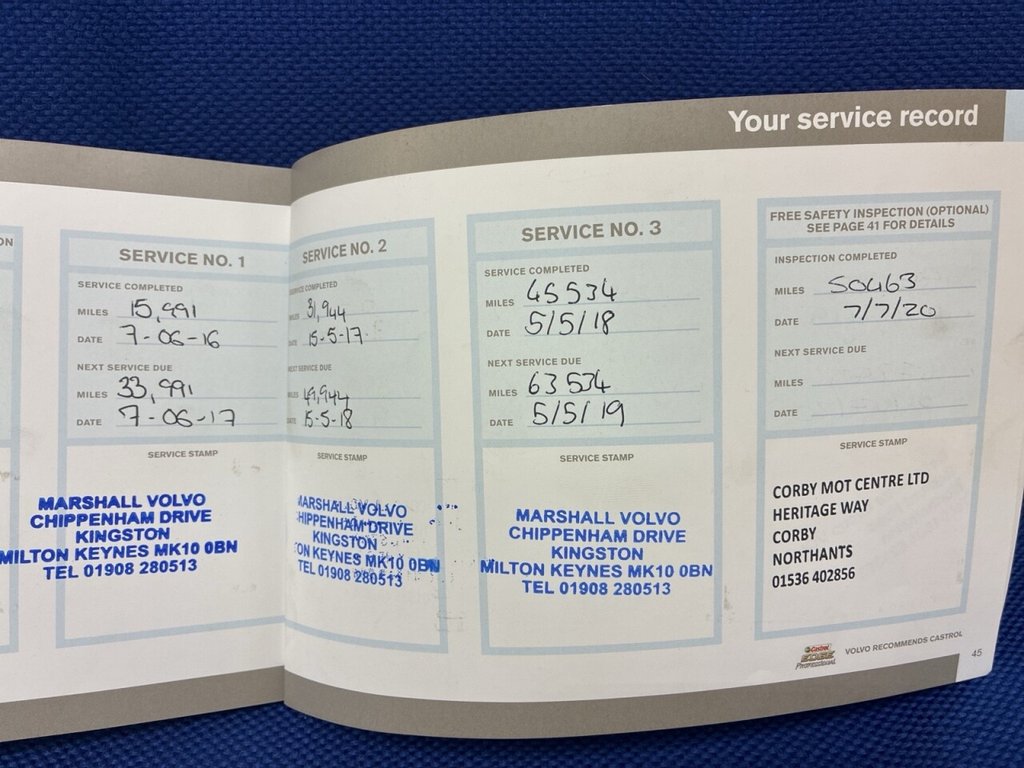 Your service record
ON
SERVICE NO. 1
SERVICE COMPLETED
MILES 15,991
DATE 7-06-16
NEXT SERVICE DUE
MILES 33,991
DATE 7-06-17
SERVICE STAMP
MARSHALL VOLVO
CHIPPENHAM DRIVE
KINGSTON
MILTON KEYNES MK10 0BN
TEL 01908 280513
SERVICE NO. 2
SERVICE COMPLETED
MILES 31,944
DATE 15-5-17
NEXT SERVICE DUE
MILES 49,944
DATE 15-5-18
SERVICE STAMP
MARSHALL VOLVO
CHIPPENHAM DRIVE
KINGSTON
TON KEYNES MK10 0BN
TEL 01908 280513
SERVICE NO. 3
SERVICE COMPLETED
MILES 45534
DATE 5/5/18
NEXT SERVICE DUE
MILES 63534
DATE 5/5/19
SERVICE STAMP
MARSHALL VOLVO
CHIPPENHAM DRIVE
KINGSTON
MILTON KEYNES MK10 0BN
TEL 01908 280513
FREE SAFETY INSPECTION (OPTIONAL)
SEE PAGE 41 FOR DETAILS
INSPECTION COMPLETED
MILES 50463
DATE 7/7/20
NEXT SERVICE DUE
MILES
DATE
SERVICE STAMP
CORBY MOT CENTRE LTD
HERITAGE WAY
CORBY
NORTHANTS
01536 402856
Castrol
EDGE
Professional
VOLVO RECOMMENDS CASTROL
45